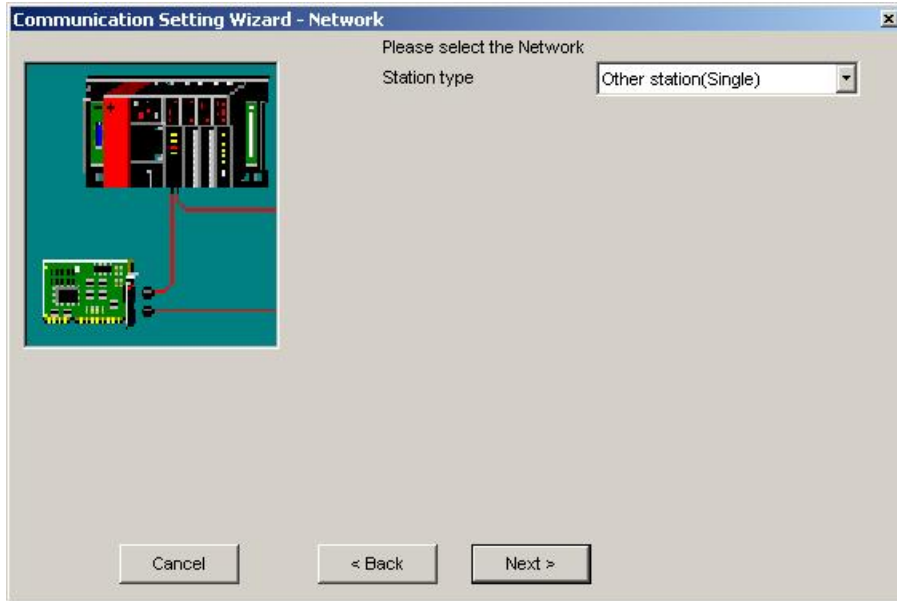 Communication Setting Wizard - Network
Please select the Network
Station type
Other station(Single)
Cancel
< Back
Next >